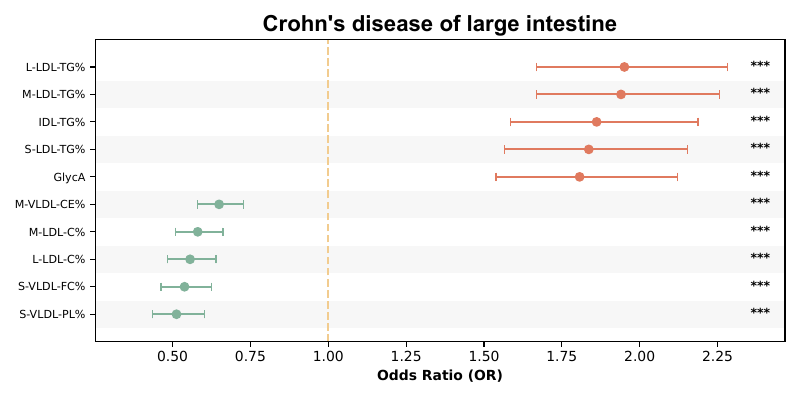 Crohn's disease of large intestine
L-LDL-TG% ***
M-LDL-TG% ***
IDL-TG% ***
S-LDL-TG% ***
GlycA ***
M-VLDL-CE% ***
M-LDL-C% ***
L-LDL-C% ***
S-VLDL-FC% ***
S-VLDL-PL% ***
0.50 0.75 1.00 1.25 1.50 1.75 2.00 2.25
Odds Ratio (OR)